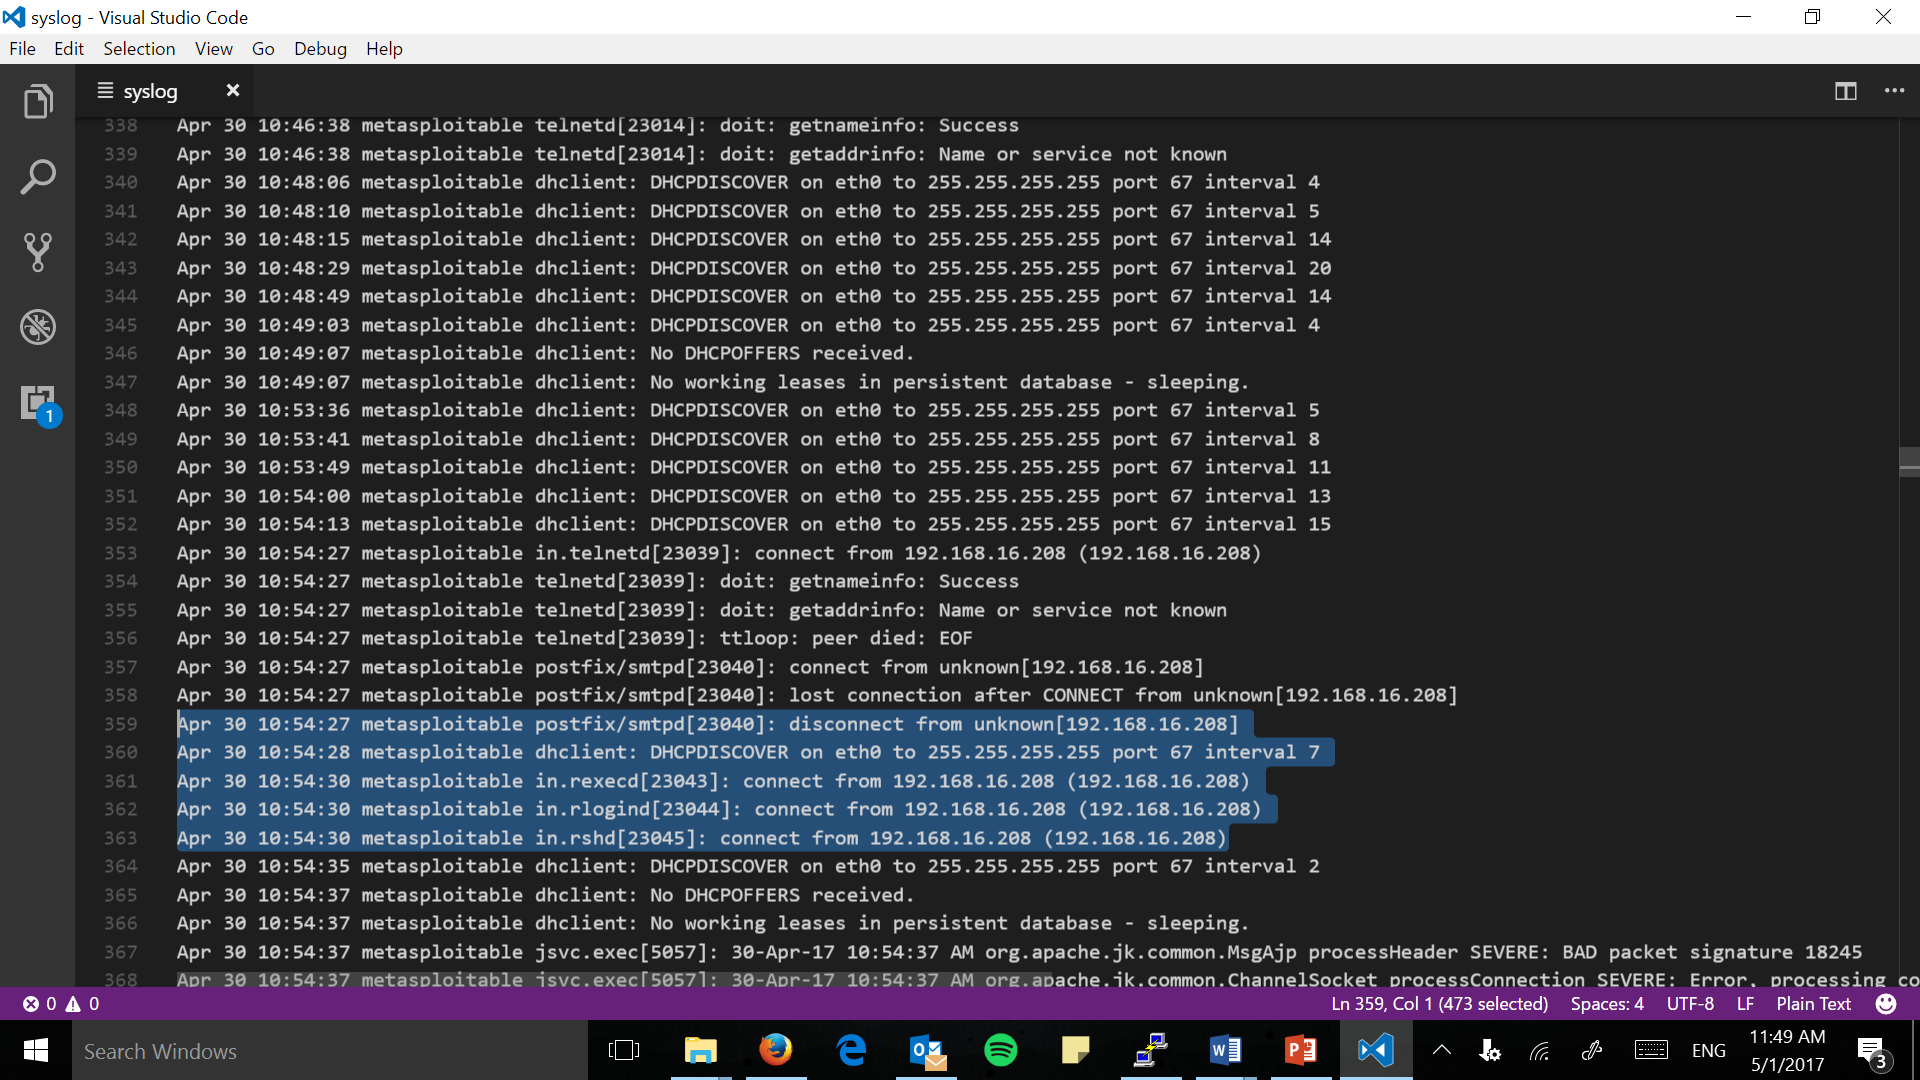 syslog - Visual Studio Code
File Edit Selection View Go Debug Help
syslog
338 Apr 30 10:46:38 metasploitable telnetd[23014]: doit: getnameinfo: Success
339 Apr 30 10:46:38 metasploitable telnetd[23014]: doit: getaddrinfo: Name or service not known
340 Apr 30 10:48:06 metasploitable dhclient: DHCPDISCOVER on eth0 to 255.255.255.255 port 67 interval 4
341 Apr 30 10:48:10 metasploitable dhclient: DHCPDISCOVER on eth0 to 255.255.255.255 port 67 interval 5
342 Apr 30 10:48:15 metasploitable dhclient: DHCPDISCOVER on eth0 to 255.255.255.255 port 67 interval 14
343 Apr 30 10:48:29 metasploitable dhclient: DHCPDISCOVER on eth0 to 255.255.255.255 port 67 interval 20
344 Apr 30 10:48:49 metasploitable dhclient: DHCPDISCOVER on eth0 to 255.255.255.255 port 67 interval 14
345 Apr 30 10:49:03 metasploitable dhclient: DHCPDISCOVER on eth0 to 255.255.255.255 port 67 interval 4
346 Apr 30 10:49:07 metasploitable dhclient: No DHCPOFFERS received.
347 Apr 30 10:49:07 metasploitable dhclient: No working leases in persistent database - sleeping.
348 Apr 30 10:53:36 metasploitable dhclient: DHCPDISCOVER on eth0 to 255.255.255.255 port 67 interval 5
349 Apr 30 10:53:41 metasploitable dhclient: DHCPDISCOVER on eth0 to 255.255.255.255 port 67 interval 8
350 Apr 30 10:53:49 metasploitable dhclient: DHCPDISCOVER on eth0 to 255.255.255.255 port 67 interval 11
351 Apr 30 10:54:00 metasploitable dhclient: DHCPDISCOVER on eth0 to 255.255.255.255 port 67 interval 13
352 Apr 30 10:54:13 metasploitable dhclient: DHCPDISCOVER on eth0 to 255.255.255.255 port 67 interval 15
353 Apr 30 10:54:27 metasploitable in.telnetd[23039]: connect from 192.168.16.208 (192.168.16.208)
354 Apr 30 10:54:27 metasploitable telnetd[23039]: doit: getnameinfo: Success
355 Apr 30 10:54:27 metasploitable telnetd[23039]: doit: getaddrinfo: Name or service not known
356 Apr 30 10:54:27 metasploitable telnetd[23039]: ttloop: peer died: EOF
357 Apr 30 10:54:27 metasploitable postfix/smtpd[23040]: connect from unknown[192.168.16.208]
358 Apr 30 10:54:27 metasploitable postfix/smtpd[23040]: lost connection after CONNECT from unknown[192.168.16.208]
359 Apr 30 10:54:27 metasploitable postfix/smtpd[23040]: disconnect from unknown[192.168.16.208]
360 Apr 30 10:54:28 metasploitable dhclient: DHCPDISCOVER on eth0 to 255.255.255.255 port 67 interval 7
361 Apr 30 10:54:30 metasploitable in.rexecd[23043]: connect from 192.168.16.208 (192.168.16.208)
362 Apr 30 10:54:30 metasploitable in.rlogind[23044]: connect from 192.168.16.208 (192.168.16.208)
363 Apr 30 10:54:30 metasploitable in.rshd[23045]: connect from 192.168.16.208 (192.168.16.208)
364 Apr 30 10:54:35 metasploitable dhclient: DHCPDISCOVER on eth0 to 255.255.255.255 port 67 interval 2
365 Apr 30 10:54:37 metasploitable dhclient: No DHCPOFFERS received.
366 Apr 30 10:54:37 metasploitable dhclient: No working leases in persistent database - sleeping.
367 Apr 30 10:54:37 metasploitable jsvc.exec[5057]: 30-Apr-17 10:54:37 AM org.apache.jk.common.MsgAjp processHeader SEVERE: BAD packet signature 18245
368 Apr 30 10:54:37 metasploitable jsvc.exec[5057]: 30-Apr-17 10:54:37 AM org.apache.jk.common.ChannelSocket processConnection SEVERE: Error, processing co
1
0 0 Ln 359, Col 1 (473 selected) Spaces: 4 UTF-8 LF Plain Text
Search Windows
ENG
11:49 AM
5/1/2017
3